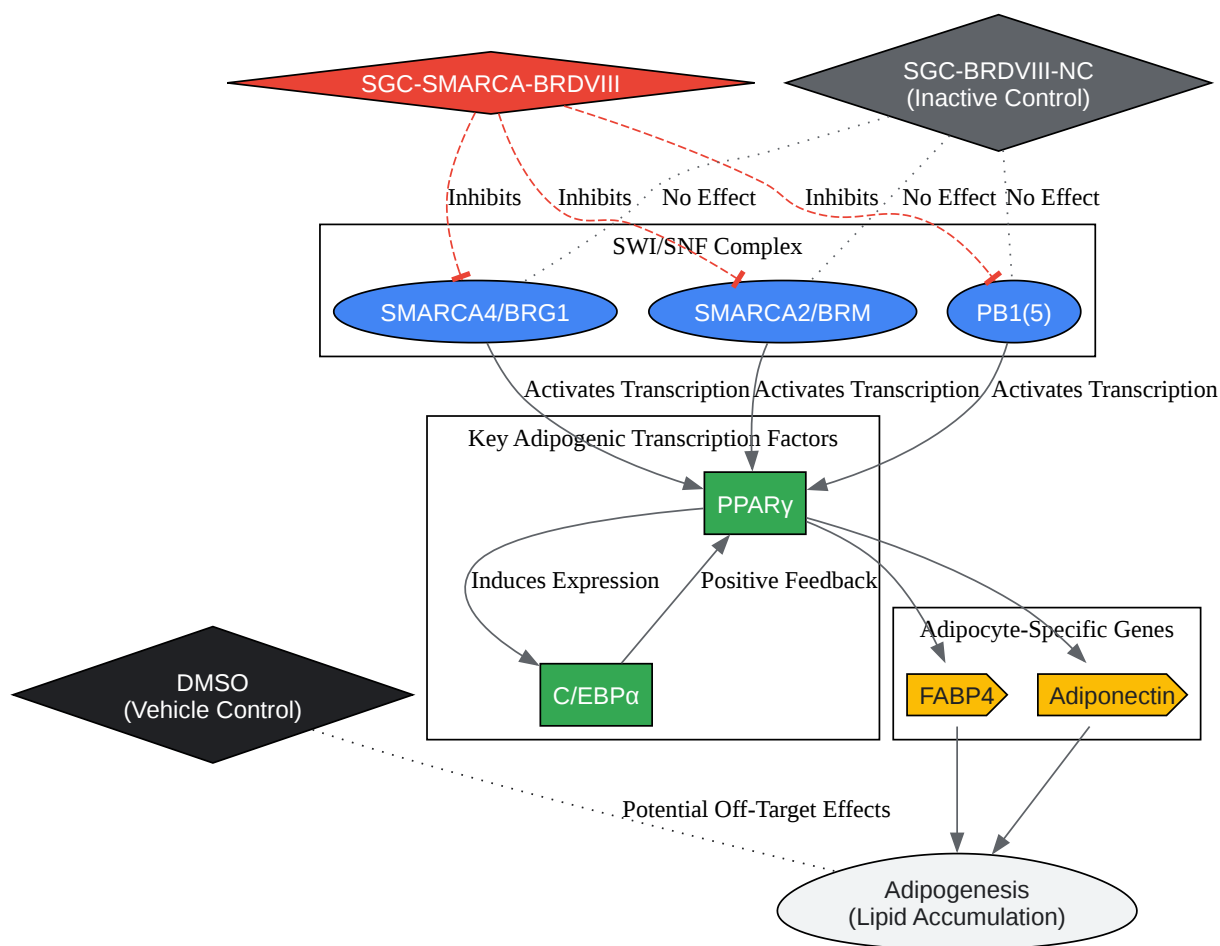 SGC-SMARCA-BRDVIII
SGC-BRDVIII-NC
(Inactive Control)
Inhibits
Inhibits
No Effect
Inhibits
No Effect
No Effect
SWI/SNF Complex
SMARCA4/BRG1
SMARCA2/BRM
PB1(5)
Activates Transcription
Activates Transcription
Activates Transcription
Key Adipogenic Transcription Factors
PPARγ
Induces Expression
Positive Feedback
Adipocyte-Specific Genes
DMSO
(Vehicle Control)
C/EBPα
FABP4
Adiponectin
Potential Off-Target Effects
Adipogenesis
(Lipid Accumulation)